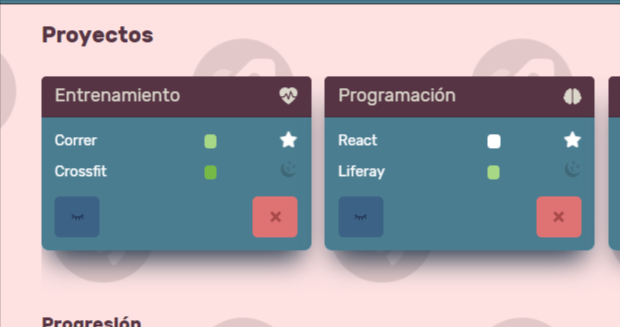 Proyectos
Entrenamiento
Correr
Crossfit
Programación
React
Liferay
Progresión